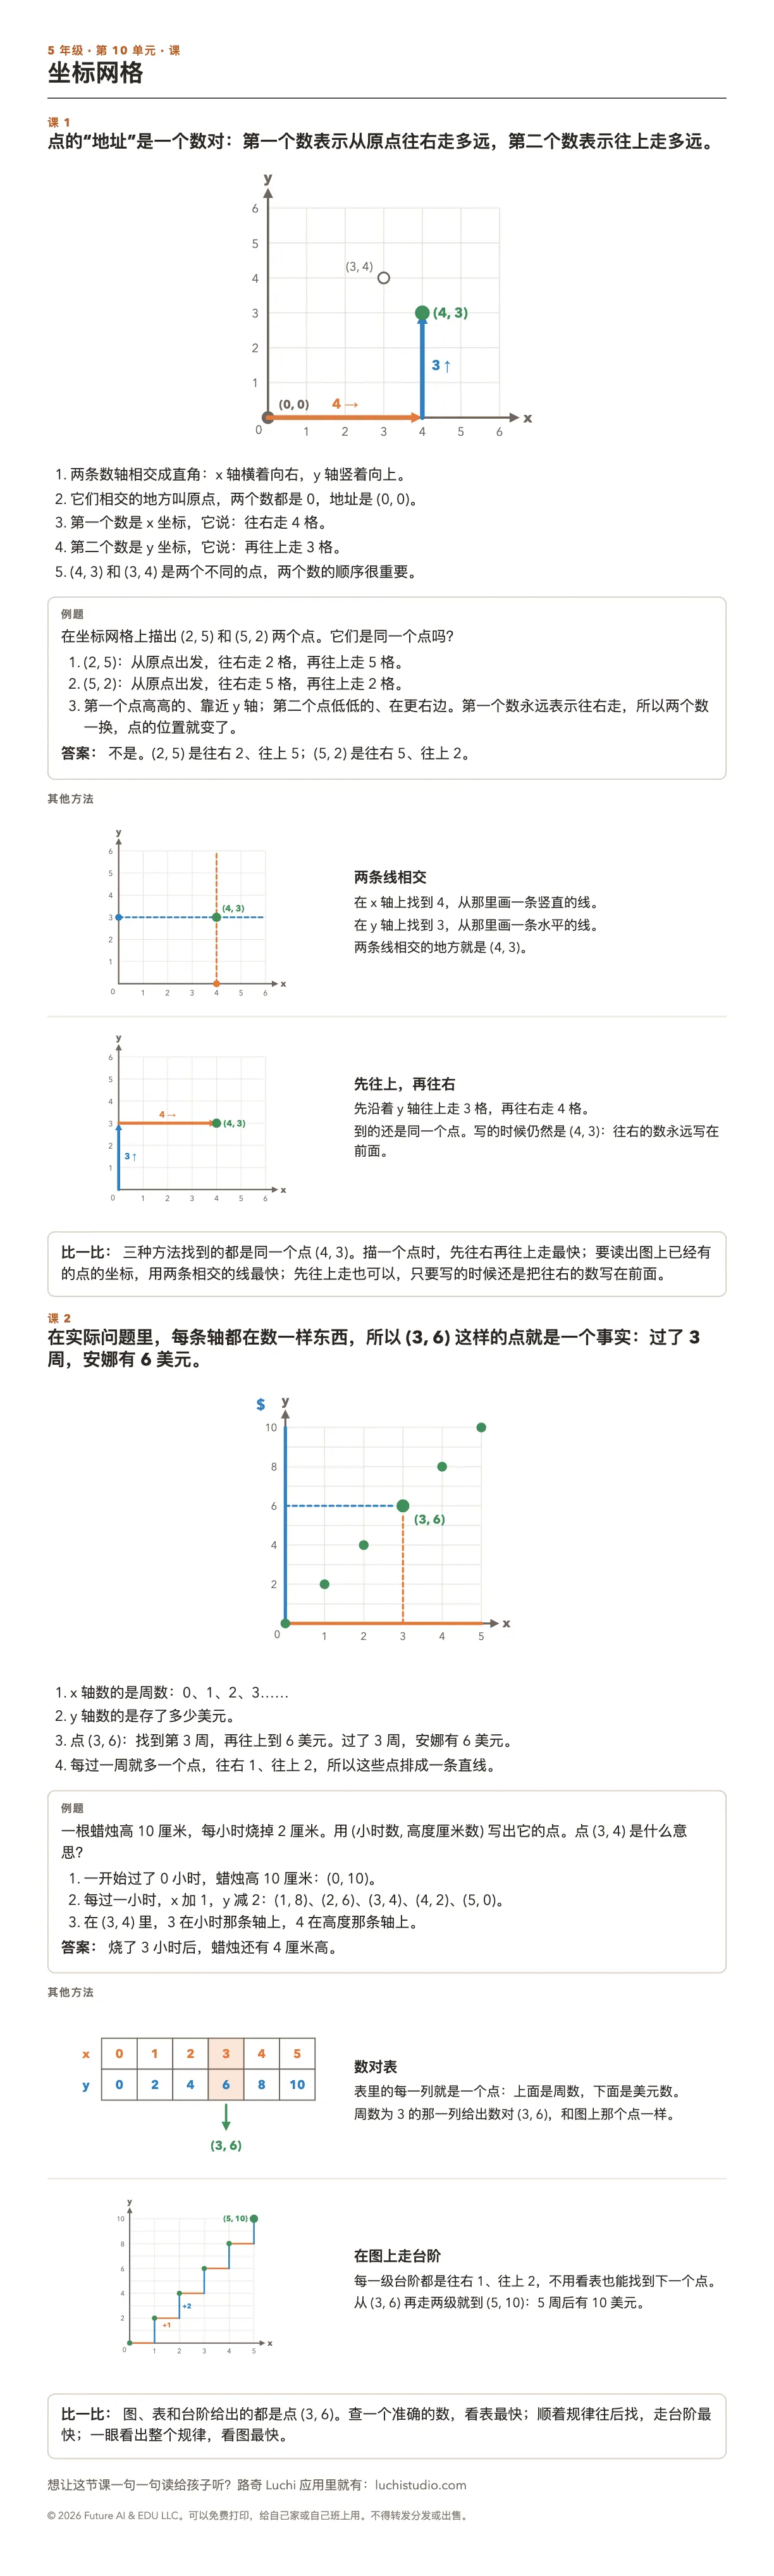 5 年级 · 第 10 单元 · 课
坐标网格
课 1
点的“地址”是一个数对：第一个数表示从原点往右走多远，第二个数表示往上走多远。
y
6
5
(3, 4)
4
3
(4, 3)
2
3 ↑
1
(0, 0)
4 →
x
0
1 2 3 4 5 6
1. 两条数轴相交成直角：x 轴横着向右，y 轴竖着向上。
2. 它们相交的地方叫原点，两个数都是 0，地址是 (0, 0)。
3. 第一个数是 x 坐标，它说：往右走 4 格。
4. 第二个数是 y 坐标，它说：再往上走 3 格。
5. (4, 3) 和 (3, 4) 是两个不同的点，两个数的顺序很重要。
例题
在坐标网格上描出 (2, 5) 和 (5, 2) 两个点。它们是同一个点吗？
1. (2, 5)：从原点出发，往右走 2 格，再往上走 5 格。
2. (5, 2)：从原点出发，往右走 5 格，再往上走 2 格。
3. 第一个点高高的、靠近 y 轴；第二个点低低的、在更右边。第一个数永远表示往右走，所以两个数
一换，点的位置就变了。
答案： 不是。(2, 5) 是往右 2、往上 5；(5, 2) 是往右 5、往上 2。
其他方法
y
6
5
4
(4, 3)
3
2
1
x
0 1 2 3 4 5 6
两条线相交
在 x 轴上找到 4，从那里画一条竖直的线。
在 y 轴上找到 3，从那里画一条水平的线。
两条线相交的地方就是 (4, 3)。
y
6
5
4
4 →
3
(4, 3)
2
3 ↑
1
x
0 1 2 3 4 5 6
先往上，再往右
先沿着 y 轴往上走 3 格，再往右走 4 格。
到的还是同一个点。写的时候仍然是 (4, 3)：往右的数永远写在
前面。
比一比： 三种方法找到的都是同一个点 (4, 3)。描一个点时，先往右再往上走最快；要读出图上已经有
的点的坐标，用两条相交的线最快；先往上走也可以，只要写的时候还是把往右的数写在前面。
课 2
在实际问题里，每条轴都在数一样东西，所以 (3, 6) 这样的点就是一个事实：过了 3
周，安娜有 6 美元。
$ y
10
8
6
(3, 6)
4
2
x
0 1 2 3 4 5
1. x 轴数的是周数：0、1、2、3……
2. y 轴数的是存了多少美元。
3. 点 (3, 6)：找到第 3 周，再往上到 6 美元。过了 3 周，安娜有 6 美元。
4. 每过一周就多一个点，往右 1、往上 2，所以这些点排成一条直线。
例题
一根蜡烛高 10 厘米，每小时烧掉 2 厘米。用 (小时数, 高度厘米数) 写出它的点。点 (3, 4) 是什么意
思？
1. 一开始过了 0 小时，蜡烛高 10 厘米：(0, 10)。
2. 每过一小时，x 加 1，y 减 2：(1, 8)、(2, 6)、(3, 4)、(4, 2)、(5, 0)。
3. 在 (3, 4) 里，3 在小时那条轴上，4 在高度那条轴上。
答案： 烧了 3 小时后，蜡烛还有 4 厘米高。
其他方法
x 0 1 2 3 4 5
y 0 2 4 6 8 10
(3, 6)
数对表
表里的每一列就是一个点：上面是周数，下面是美元数。
周数为 3 的那一列给出数对 (3, 6)，和图上那个点一样。
y
10
(5, 10)
8
6
4
+2
2
+1
x
0 1 2 3 4 5
在图上走台阶
每一级台阶都是往右 1、往上 2，不用看表也能找到下一个点。
从 (3, 6) 再走两级就到 (5, 10)：5 周后有 10 美元。
比一比： 图、表和台阶给出的都是点 (3, 6)。查一个准确的数，看表最快；顺着规律往后找，走台阶最
快；一眼看出整个规律，看图最快。
想让这节课一句一句读给孩子听？路奇 Luchi 应用里就有：luchistudio.com
© 2026 Future AI & EDU LLC。可以免费打印，给自己家或自己班上用。不得转发分发或出售。